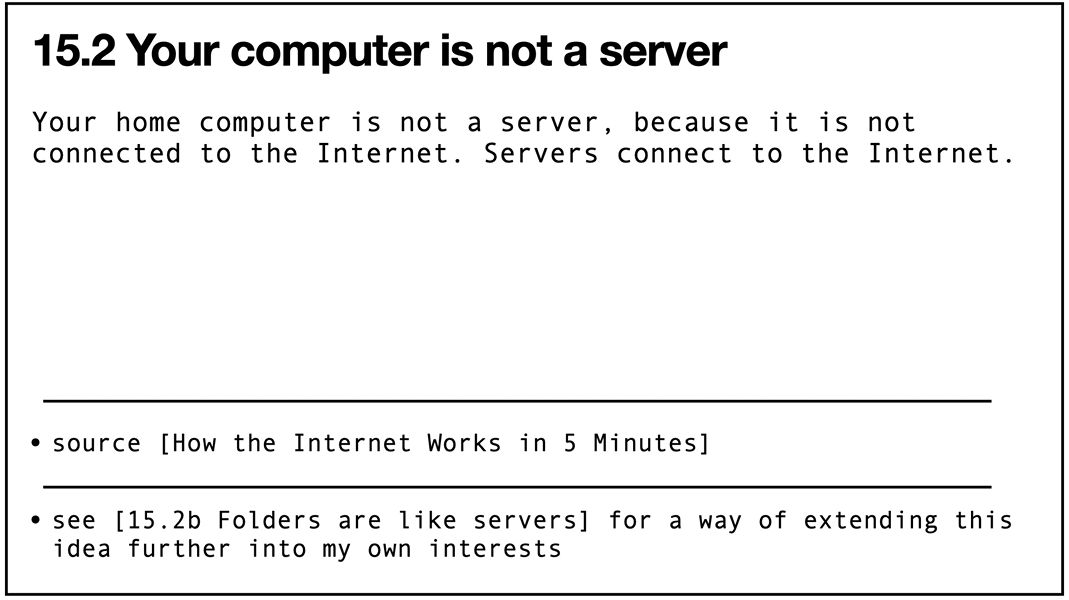 15.2 Your computer is not a server
Your home computer is not a server, because it is not
connected to the Internet. Servers connect to the Internet.
• source [How the Internet Works in 5 Minutes]
• see [15.2b Folders are like servers] for a way of extending this
idea further into my own interests